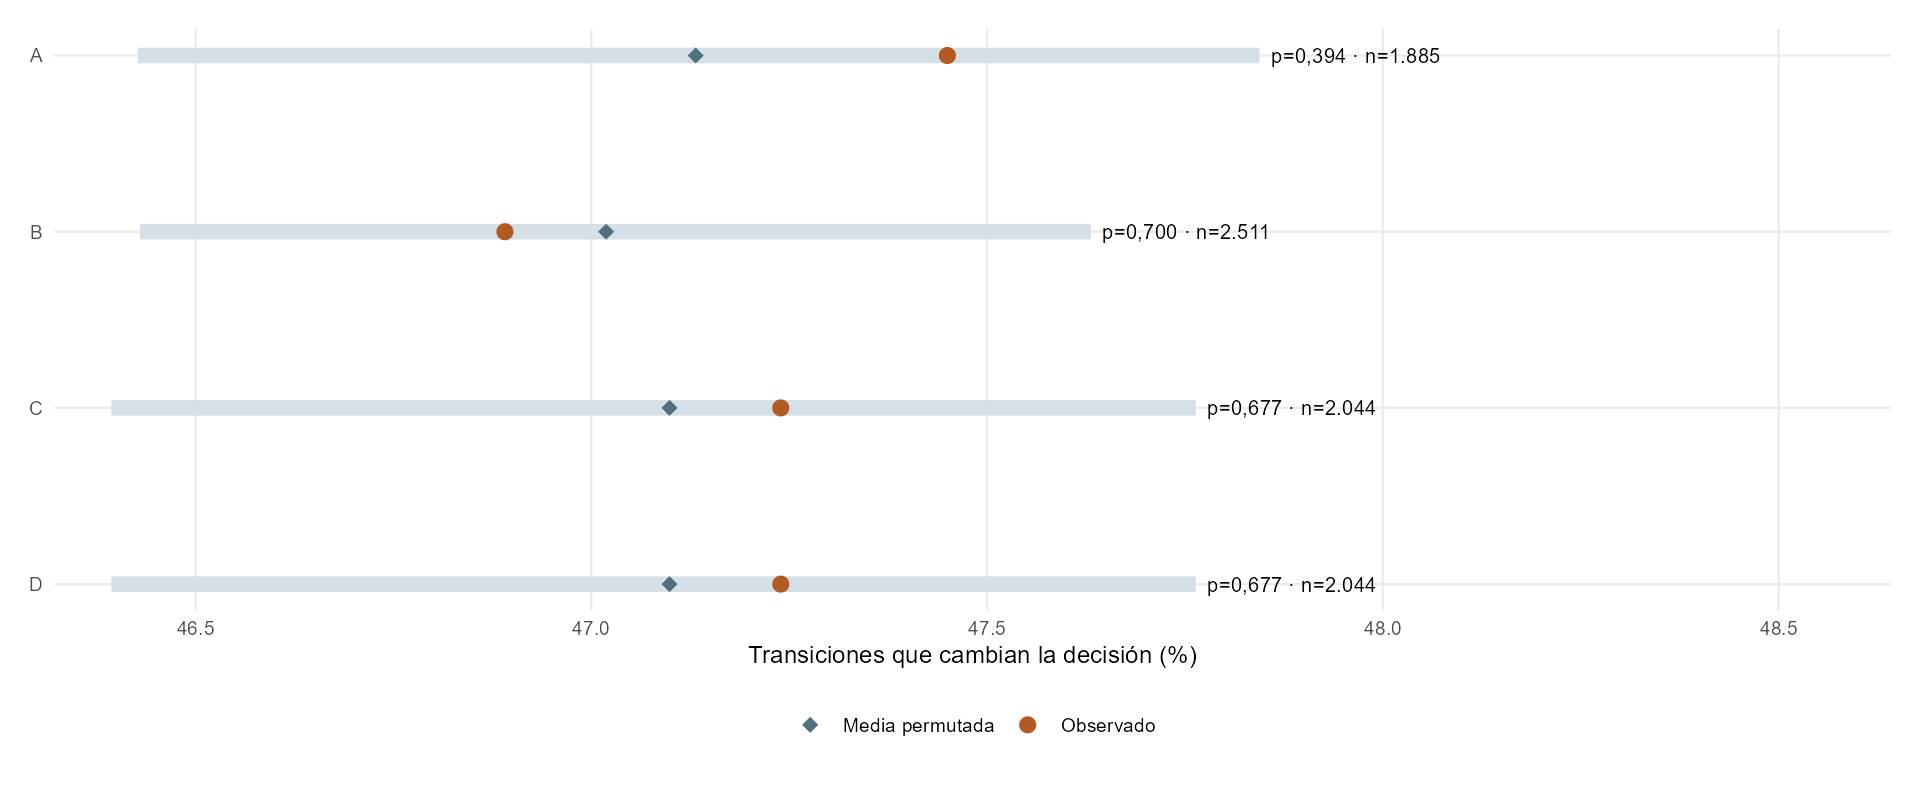 A p=0,394 · n=1.885
B p=0,700 · n=2.511
C p=0,677 · n=2.044
D p=0,677 · n=2.044
46.5 47.0 47.5 48.0 48.5
Transiciones que cambian la decisión (%)
Media permutada Observado